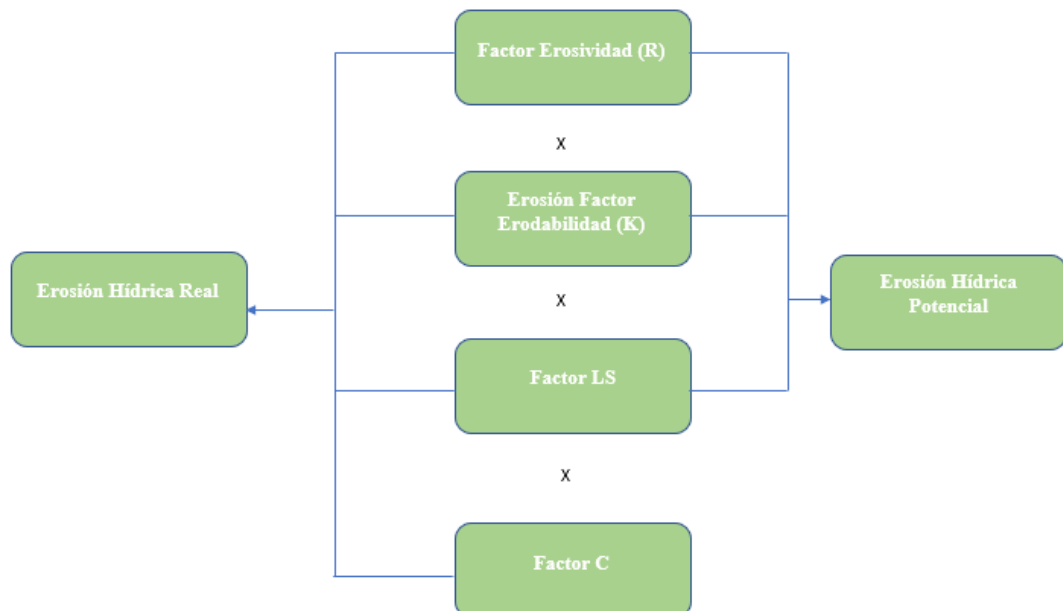 Factor Erosividad (R)
X
Erosión Factor
Erodabilidad (K)
Erosión Hídrica Real
X
Erosión Hídrica
Potencial
Factor LS
X
Factor C